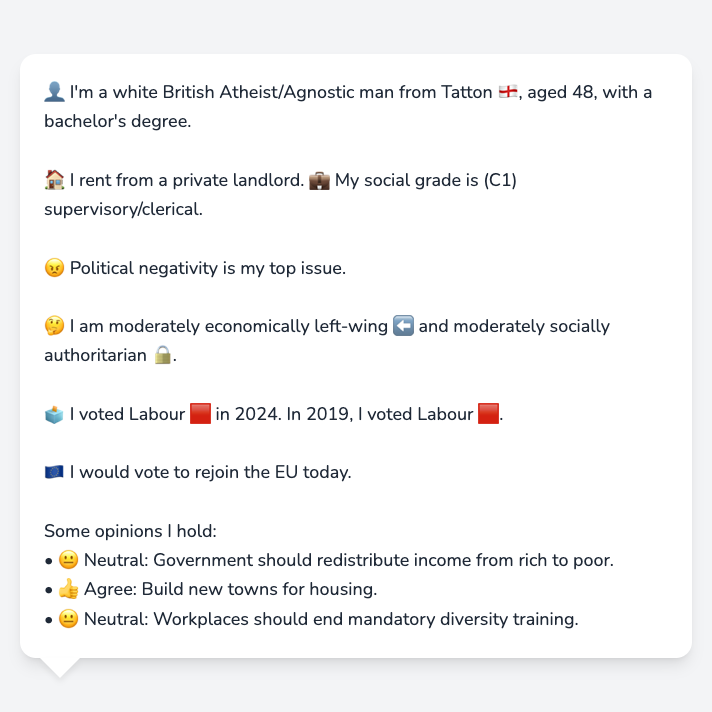 👤 I'm a white British Atheist/Agnostic man from Tatton 🏴󠁧󠁢󠁥󠁮󠁧󠁿, aged 48, with a
bachelor's degree.
🏠 I rent from a private landlord. 💼 My social grade is (C1)
supervisory/clerical.
😠 Political negativity is my top issue.
🤔 I am moderately economically left-wing ⬅️ and moderately socially
authoritarian 🔒.
🗳️ I voted Labour 🟥 in 2024. In 2019, I voted Labour 🟥.
🇪🇺 I would vote to rejoin the EU today.
Some opinions I hold:
• 😐 Neutral: Government should redistribute income from rich to poor.
• 👍 Agree: Build new towns for housing.
• 😐 Neutral: Workplaces should end mandatory diversity training.